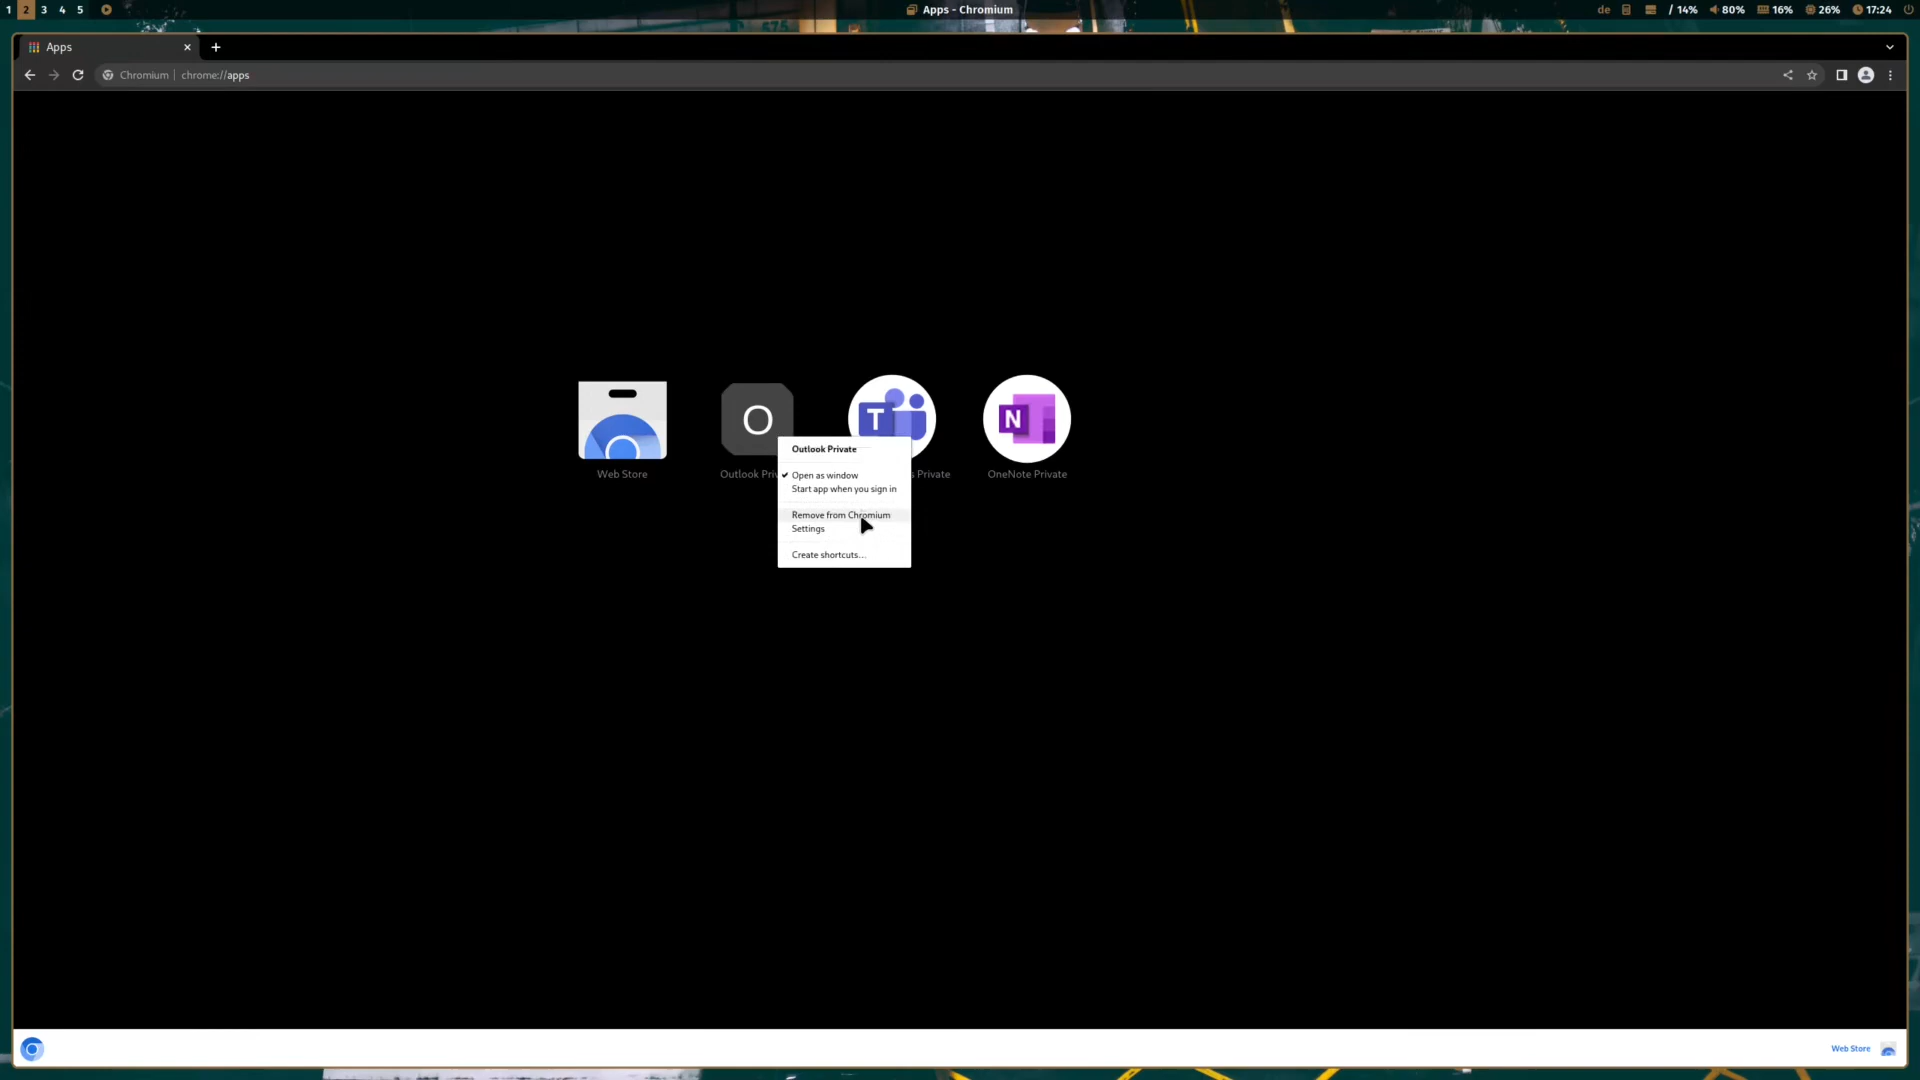 1 2 3 4 5 Apps - Chromium de / 14% 80% 16% 26% 17:24
Apps
Chromium | chrome://apps
O T N
Web Store Outlook Pri s Private OneNote Private
Outlook Private
Open as window
Start app when you sign in
Remove from Chromium
Settings
Create shortcuts...
Web Store